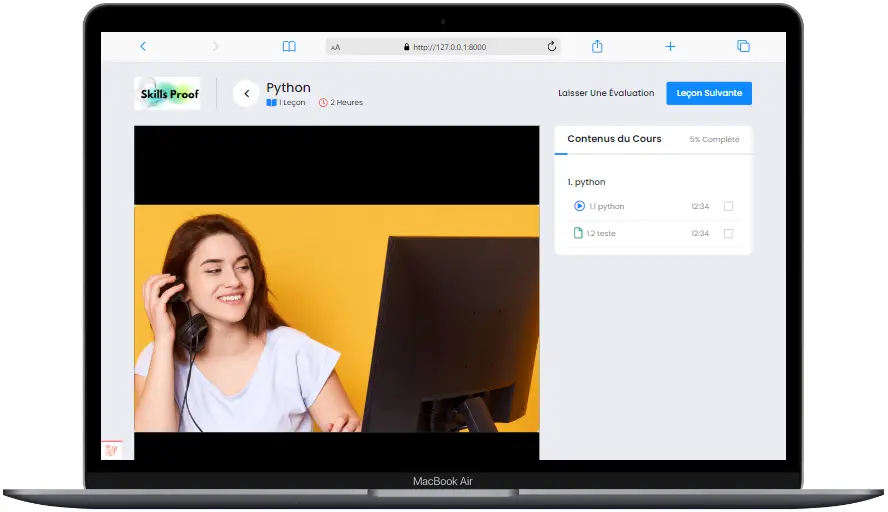 AA
http://127.0.0.1:8000
Skills Proof
Python
1 Leçon
2 Heures
Laisser Une Évaluation
Leçon Suivante
Contenus du Cours
5% Complété
1. python
1.1 python
12:34
1.2 teste
12:34
MacBook Air